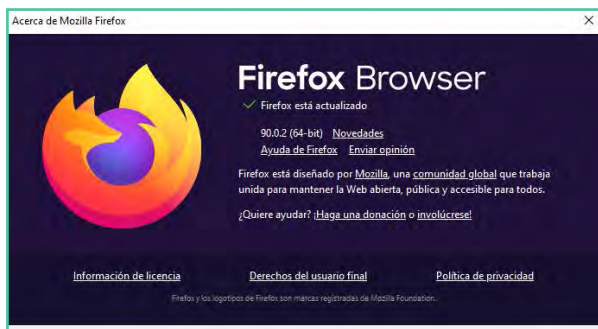 Acerca de Mozilla Firefox
Firefox Browser
Firefox está actualizado
90.0.2 (64-bit) Novedades
Ayuda de Firefox Enviar opinión
Firefox está diseñado por Mozilla, una comunidad global que trabaja
unida para mantener la Web abierta, pública y accesible para todos.
¿Quiere ayudar? ¡Haga una donación o involúcrese!
Información de licencia Derechos del usuario final Política de privacidad
Firefox y los logotipos de Firefox son marcas registradas de Mozilla Foundation.